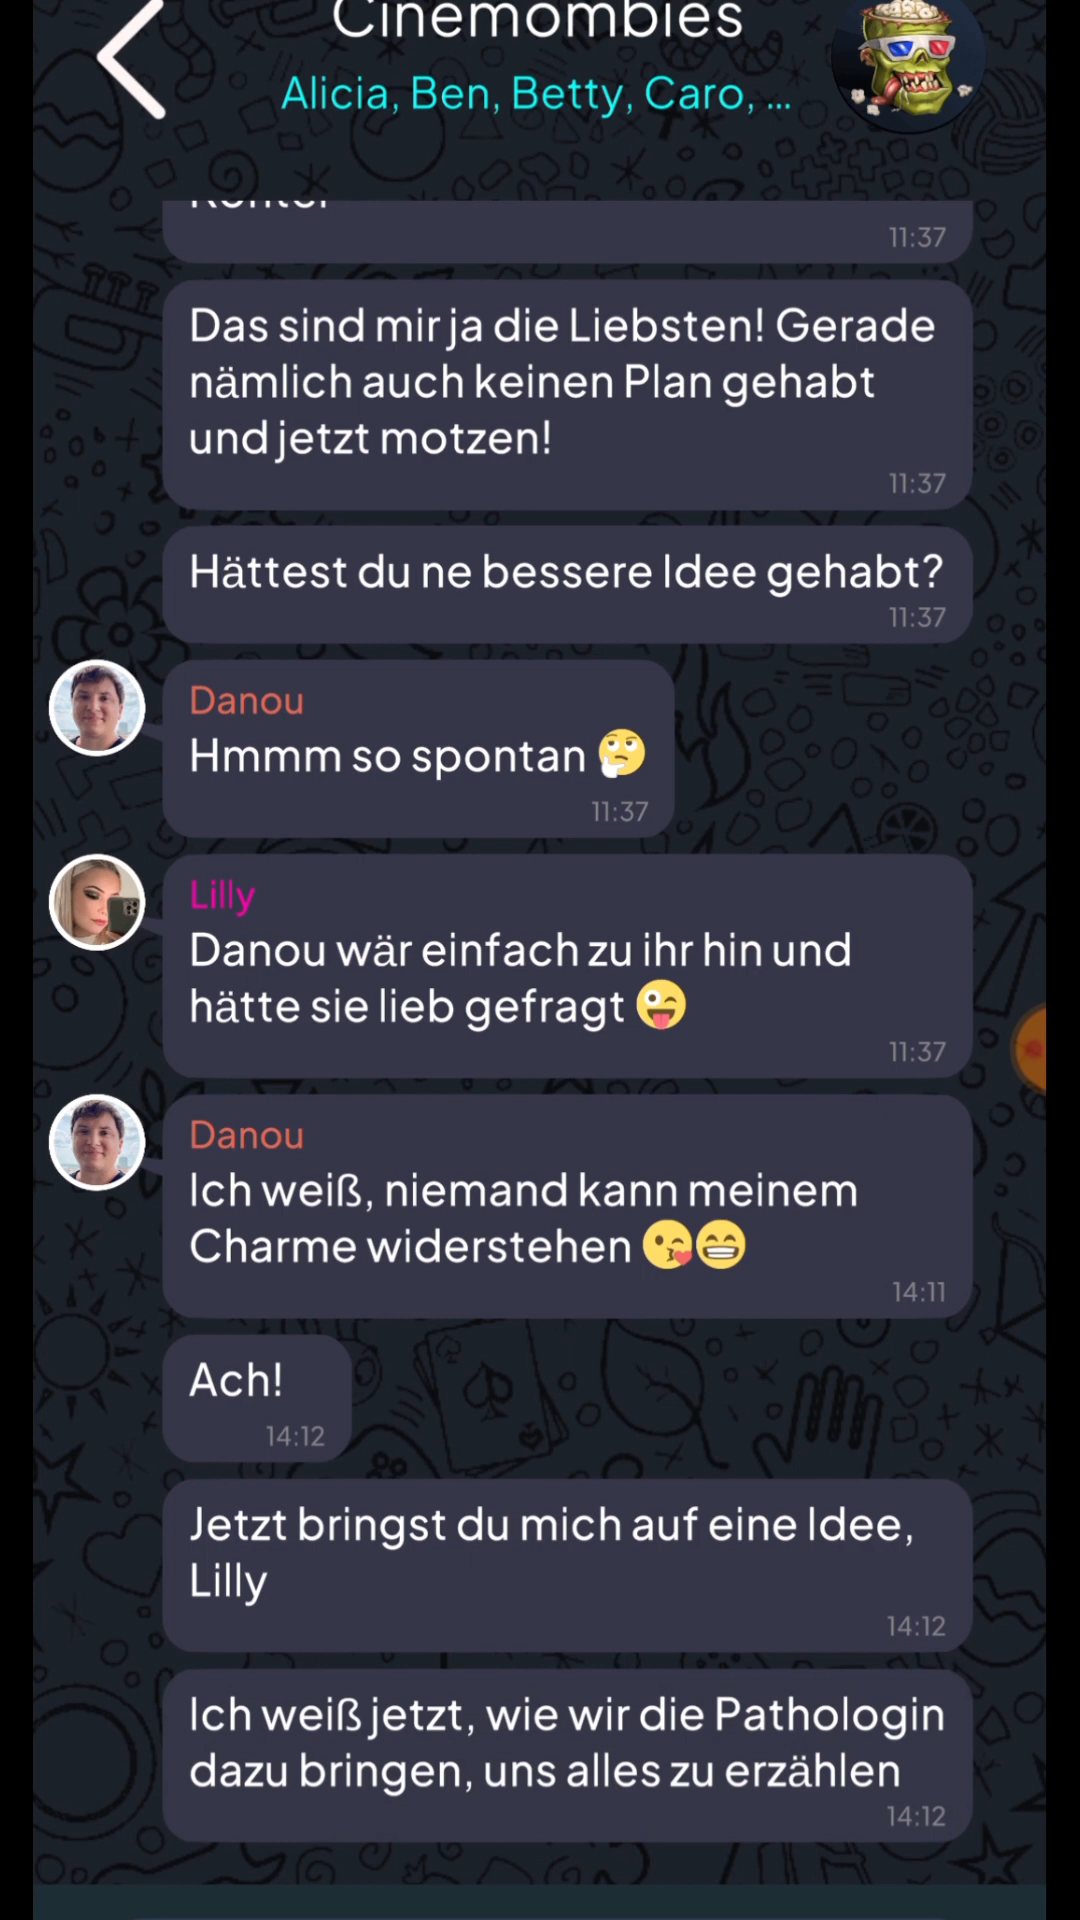 Cinemombies
Alicia, Ben, Betty, Caro, ...
11:37
Das sind mir ja die Liebsten! Gerade
nämlich auch keinen Plan gehabt
und jetzt motzen!
11:37
Hättest du ne bessere Idee gehabt?
11:37
Danou
Hmmm so spontan 🤔
11:37
Lilly
Danou wär einfach zu ihr hin und
hätte sie lieb gefragt 😜
11:37
Danou
Ich weiß, niemand kann meinem
Charme widerstehen 😘😁
14:11
Ach!
14:12
Jetzt bringst du mich auf eine Idee,
Lilly
14:12
Ich weiß jetzt, wie wir die Pathologin
dazu bringen, uns alles zu erzählen
14:12